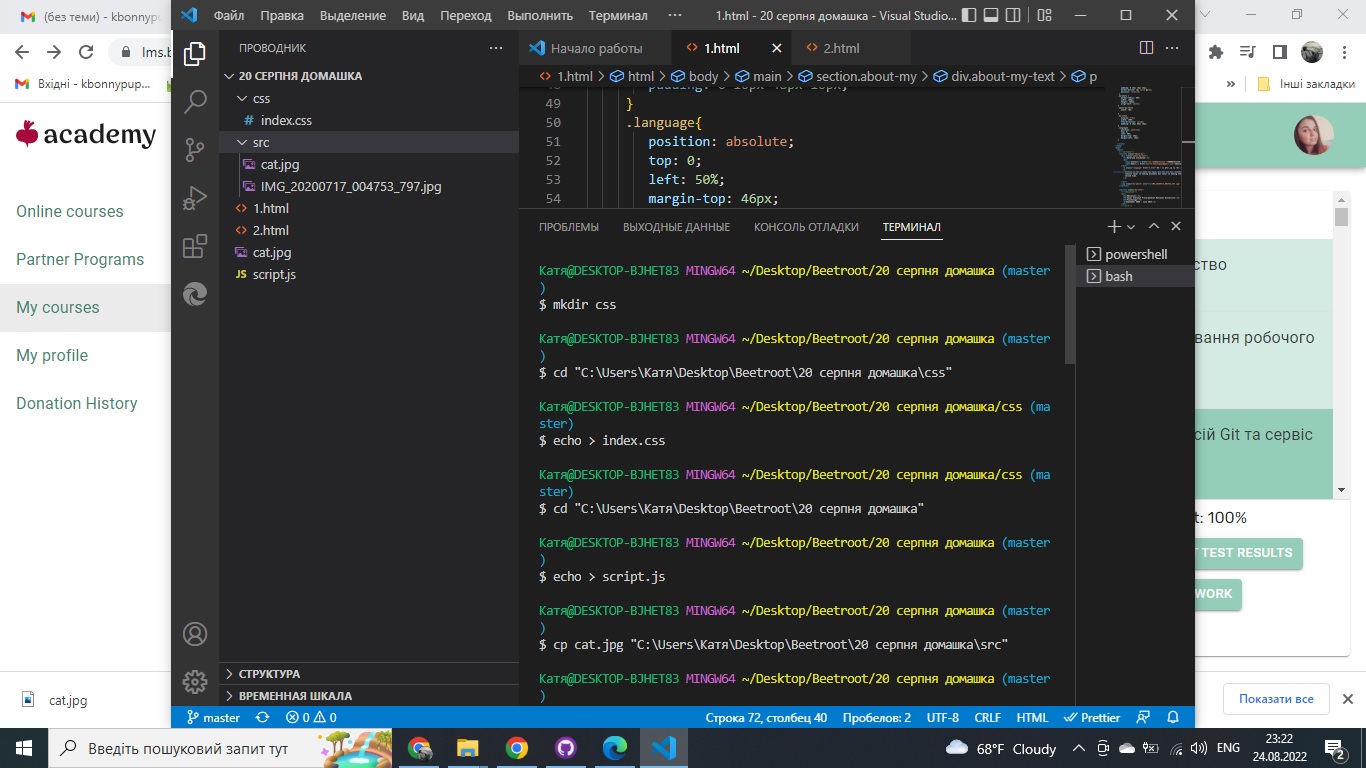 (без теми) - kbonnyp
Файл Правка Выделение Вид Переход Выполнить Терминал ··· 1.html - 20 серпня домашка - Visual Studio...
lms.b
Вхідні - kbonnypup...
» Інші закладки
academy
Online courses
Partner Programs
My courses
My profile
Donation History
ПРОВОДНИК ···
20 СЕРПНЯ ДОМАШКА
css
# index.css
src
cat.jpg
IMG_20200717_004753_797.jpg
<> 1.html
<> 2.html
cat.jpg
JS script.js
СТРУКТУРА
ВРЕМЕННАЯ ШКАЛА
Начало работы <> 1.html <> 2.html ···
<> 1.html > html > body > main > section.about-my > div.about-my-text > p
49 }
50 .language{
51 position: absolute;
52 top: 0;
53 left: 50%;
54 margin-top: 46px;
ПРОБЛЕМЫ ВЫХОДНЫЕ ДАННЫЕ КОНСОЛЬ ОТЛАДКИ ТЕРМИНАЛ
powershell
bash
Катя@DESKTOP-BJHET83 MINGW64 ~/Desktop/Beetroot/20 серпня домашка (master
)
$ mkdir css
Катя@DESKTOP-BJHET83 MINGW64 ~/Desktop/Beetroot/20 серпня домашка (master
)
$ cd "C:\Users\Катя\Desktop\Beetroot\20 серпня домашка\css"
Катя@DESKTOP-BJHET83 MINGW64 ~/Desktop/Beetroot/20 серпня домашка/css (ma
ster)
$ echo > index.css
Катя@DESKTOP-BJHET83 MINGW64 ~/Desktop/Beetroot/20 серпня домашка/css (ma
ster)
$ cd "C:\Users\Катя\Desktop\Beetroot\20 серпня домашка"
Катя@DESKTOP-BJHET83 MINGW64 ~/Desktop/Beetroot/20 серпня домашка (master
)
$ echo > script.js
Катя@DESKTOP-BJHET83 MINGW64 ~/Desktop/Beetroot/20 серпня домашка (master
)
$ cp cat.jpg "C:\Users\Катя\Desktop\Beetroot\20 серпня домашка\src"
Катя@DESKTOP-BJHET83 MINGW64 ~/Desktop/Beetroot/20 серпня домашка (master
)
ство
вання робочого
сій Git та сервіс
t: 100%
T TEST RESULTS
WORK
master 0 0 Строка 72, столбец 40 Пробелов: 2 UTF-8 CRLF HTML Prettier
cat.jpg
Показати все
Введіть пошуковий запит тут
68°F Cloudy ENG
23:22
24.08.2022
2